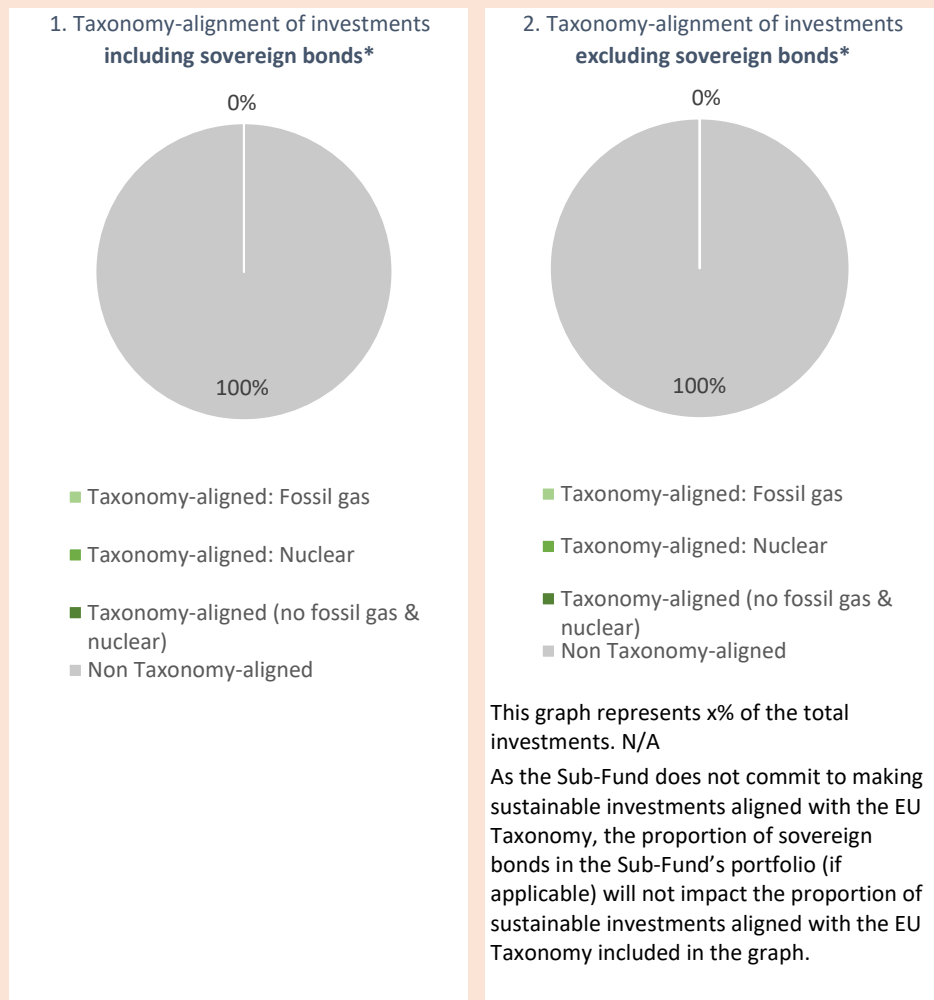 1. Taxonomy-alignment of investments
including sovereign bonds*
0%
100%
Taxonomy-aligned: Fossil gas
Taxonomy-aligned: Nuclear
Taxonomy-aligned (no fossil gas &
nuclear)
Non Taxonomy-aligned
2. Taxonomy-alignment of investments
excluding sovereign bonds*
0%
100%
Taxonomy-aligned: Fossil gas
Taxonomy-aligned: Nuclear
Taxonomy-aligned (no fossil gas &
nuclear)
Non Taxonomy-aligned
This graph represents x% of the total
investments. N/A
As the Sub-Fund does not commit to making
sustainable investments aligned with the EU
Taxonomy, the proportion of sovereign
bonds in the Sub-Fund’s portfolio (if
applicable) will not impact the proportion of
sustainable investments aligned with the EU
Taxonomy included in the graph.